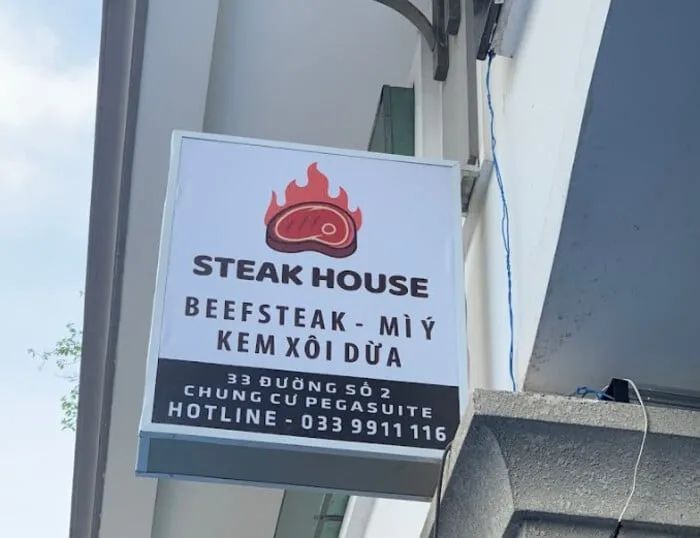 STEAK HOUSE
BEEFSTEAK - MÌ Ý
KEM XÔI DỪA
33 ĐƯỜNG SỐ 2
CHUNG CƯ PEGASUITE
HOTLINE - 033 9911 116